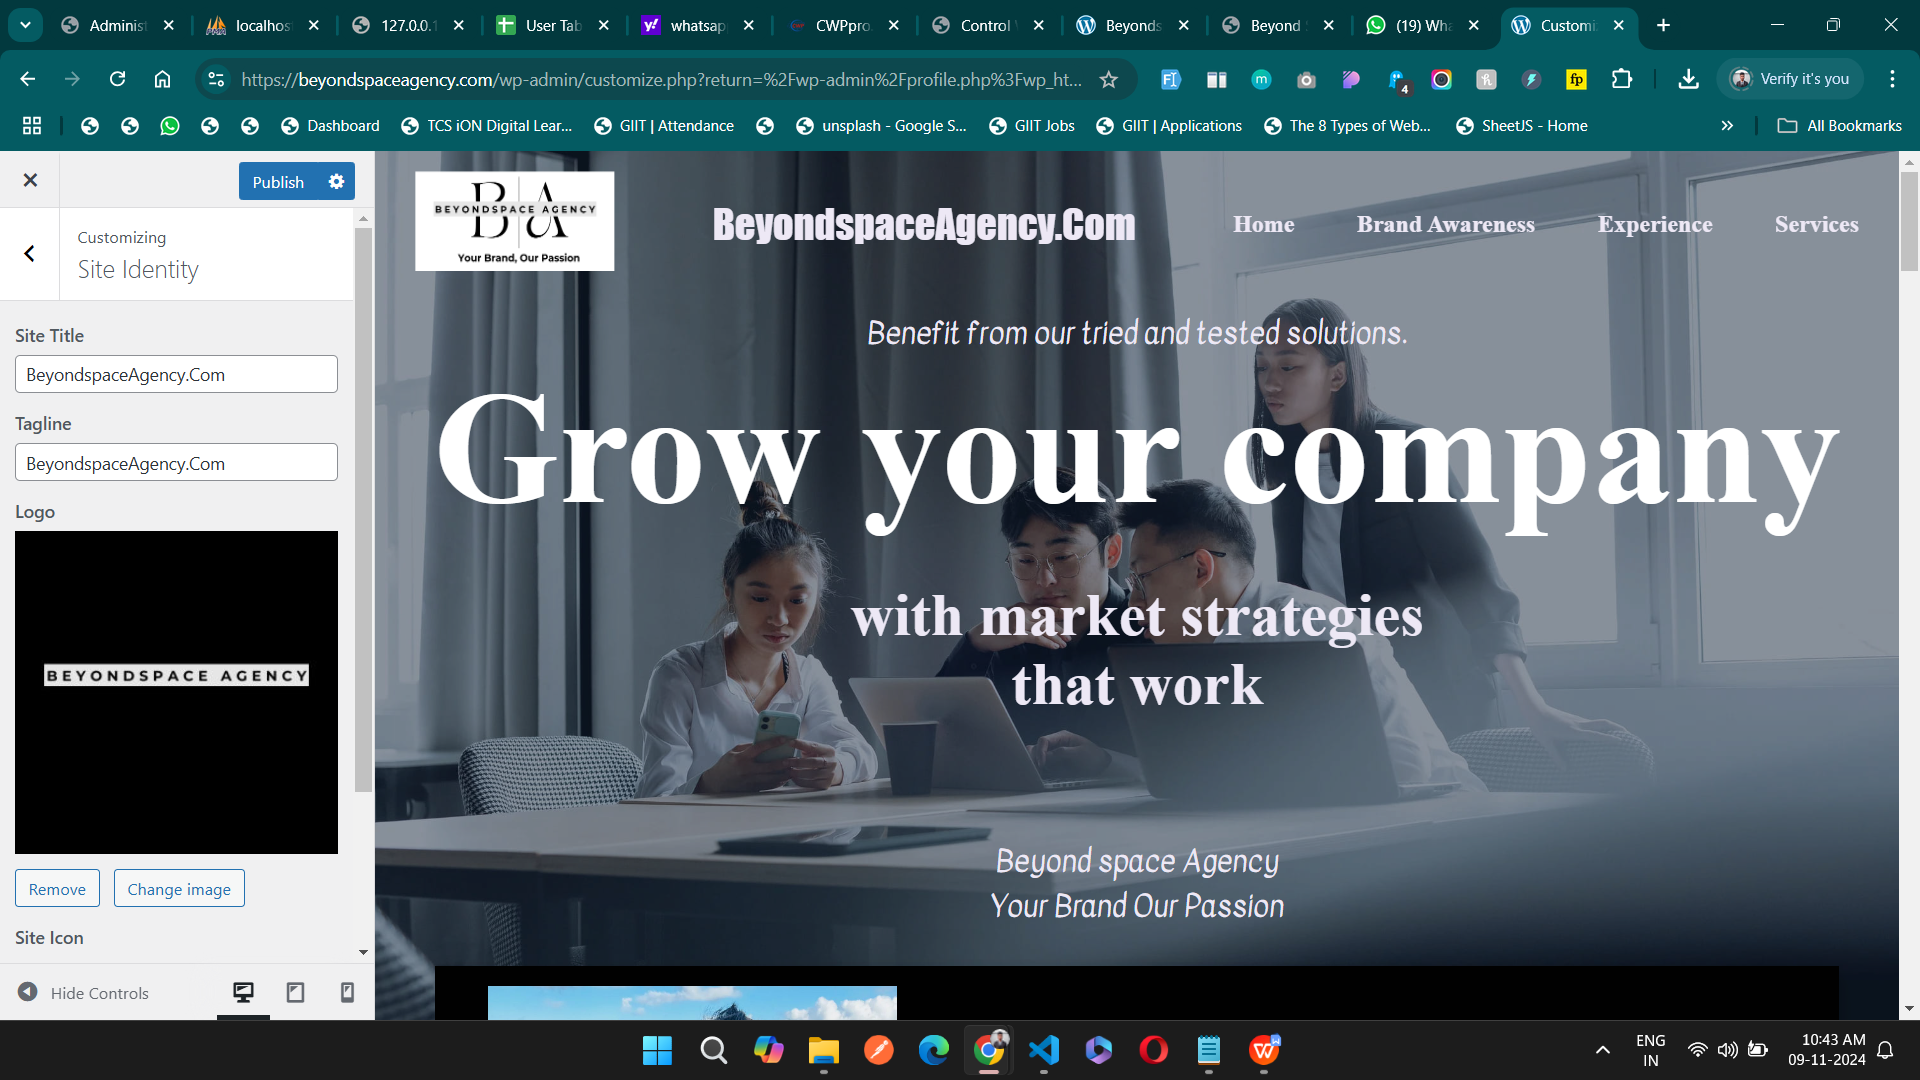 Adminis
localhos
127.0.0.1
User Tab
whatsap
CWPpro.
Control
Beyonds
Beyond
(19) Wha
Customi
https://beyondspaceagency.com/wp-admin/customize.php?return=%2Fwp-admin%2Fprofile.php%3Fwp_ht...
4
Verify it's you
Dashboard
TCS iON Digital Lear...
GIIT | Attendance
unsplash - Google S...
GIIT Jobs
GIIT | Applications
The 8 Types of Web...
SheetJS - Home
All Bookmarks
Publish
Customizing
Site Identity
Site Title
BeyondspaceAgency.Com
Tagline
BeyondspaceAgency.Com
Logo
BEYONDSPACE AGENCY
Remove
Change image
Site Icon
Hide Controls
B A
BEYONDSPACE AGENCY
Your Brand, Our Passion
BeyondspaceAgency.Com
Home
Brand Awareness
Experience
Services
Benefit from our tried and tested solutions.
Grow your company
with market strategies
that work
Beyond space Agency
Your Brand Our Passion
ENG
IN
10:43 AM
09-11-2024